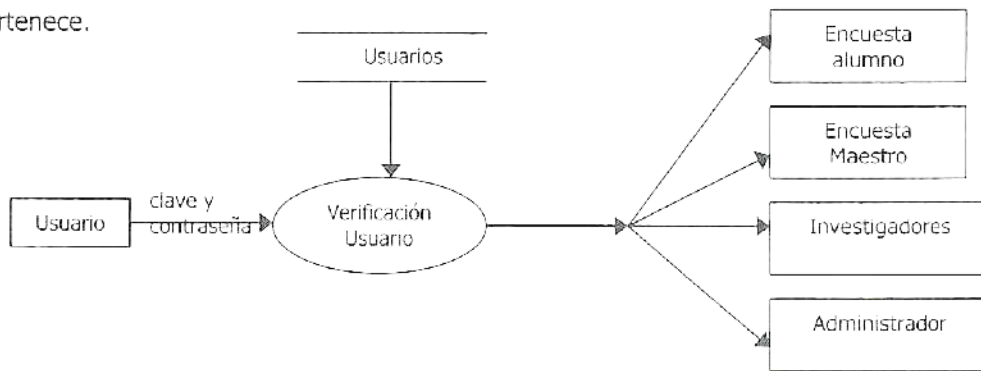 rtenece.
Usuarios
Encuesta
alumno
Encuesta
Maestro
Usuario
clave y
contraseña
Verificación
Usuario
Investigadores
Administrador